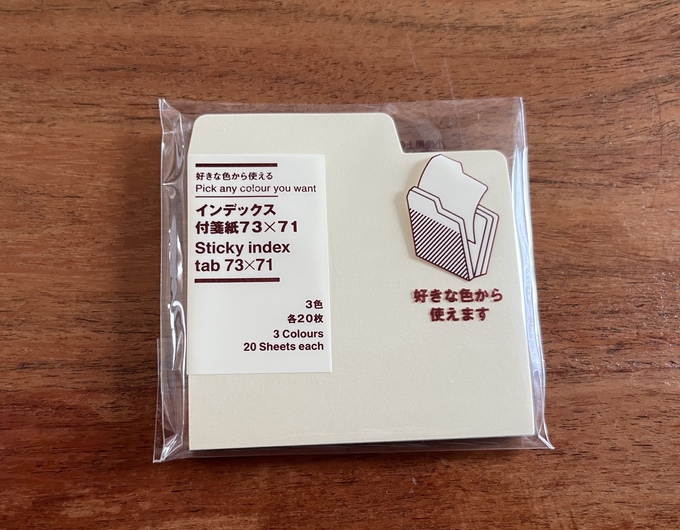 好きな色から使える
Pick any colour you want
インデックス
付箋紙73×71
Sticky index
tab 73×71
3色
各20枚
3 Colours
20 Sheets each
好きな色から
使えます